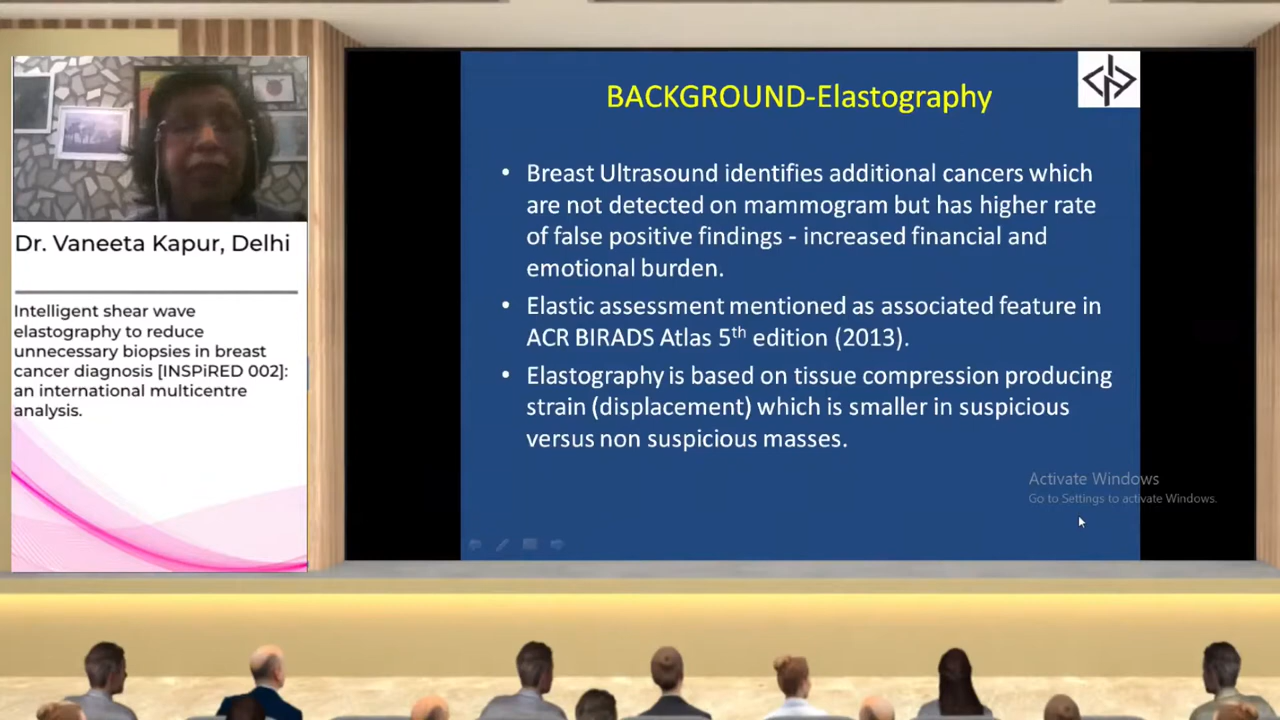 Dr. Vaneeta Kapur, Delhi
Intelligent shear wave
elastography to reduce
unnecessary biopsies in breast
cancer diagnosis [INSPiRED 002]:
an international multicentre
analysis.
BACKGROUND-Elastography
• Breast Ultrasound identifies additional cancers which
are not detected on mammogram but has higher rate
of false positive findings - increased financial and
emotional burden.
• Elastic assessment mentioned as associated feature in
ACR BIRADS Atlas 5th edition (2013).
• Elastography is based on tissue compression producing
strain (displacement) which is smaller in suspicious
versus non suspicious masses.
Activate Windows
Go to Settings to activate Windows.